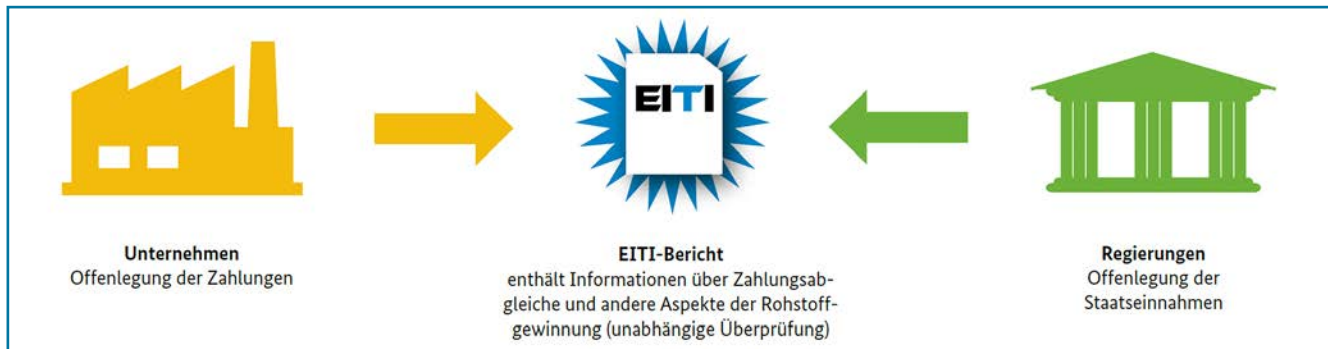 EITI
Unternehmen
Offenlegung der Zahlungen
EITI-Bericht
enthält Informationen über Zahlungsab-
gleiche und andere Aspekte der Rohstoff-
gewinnung (unabhängige Überprüfung)
Regierungen
Offenlegung der
Staatseinnahmen